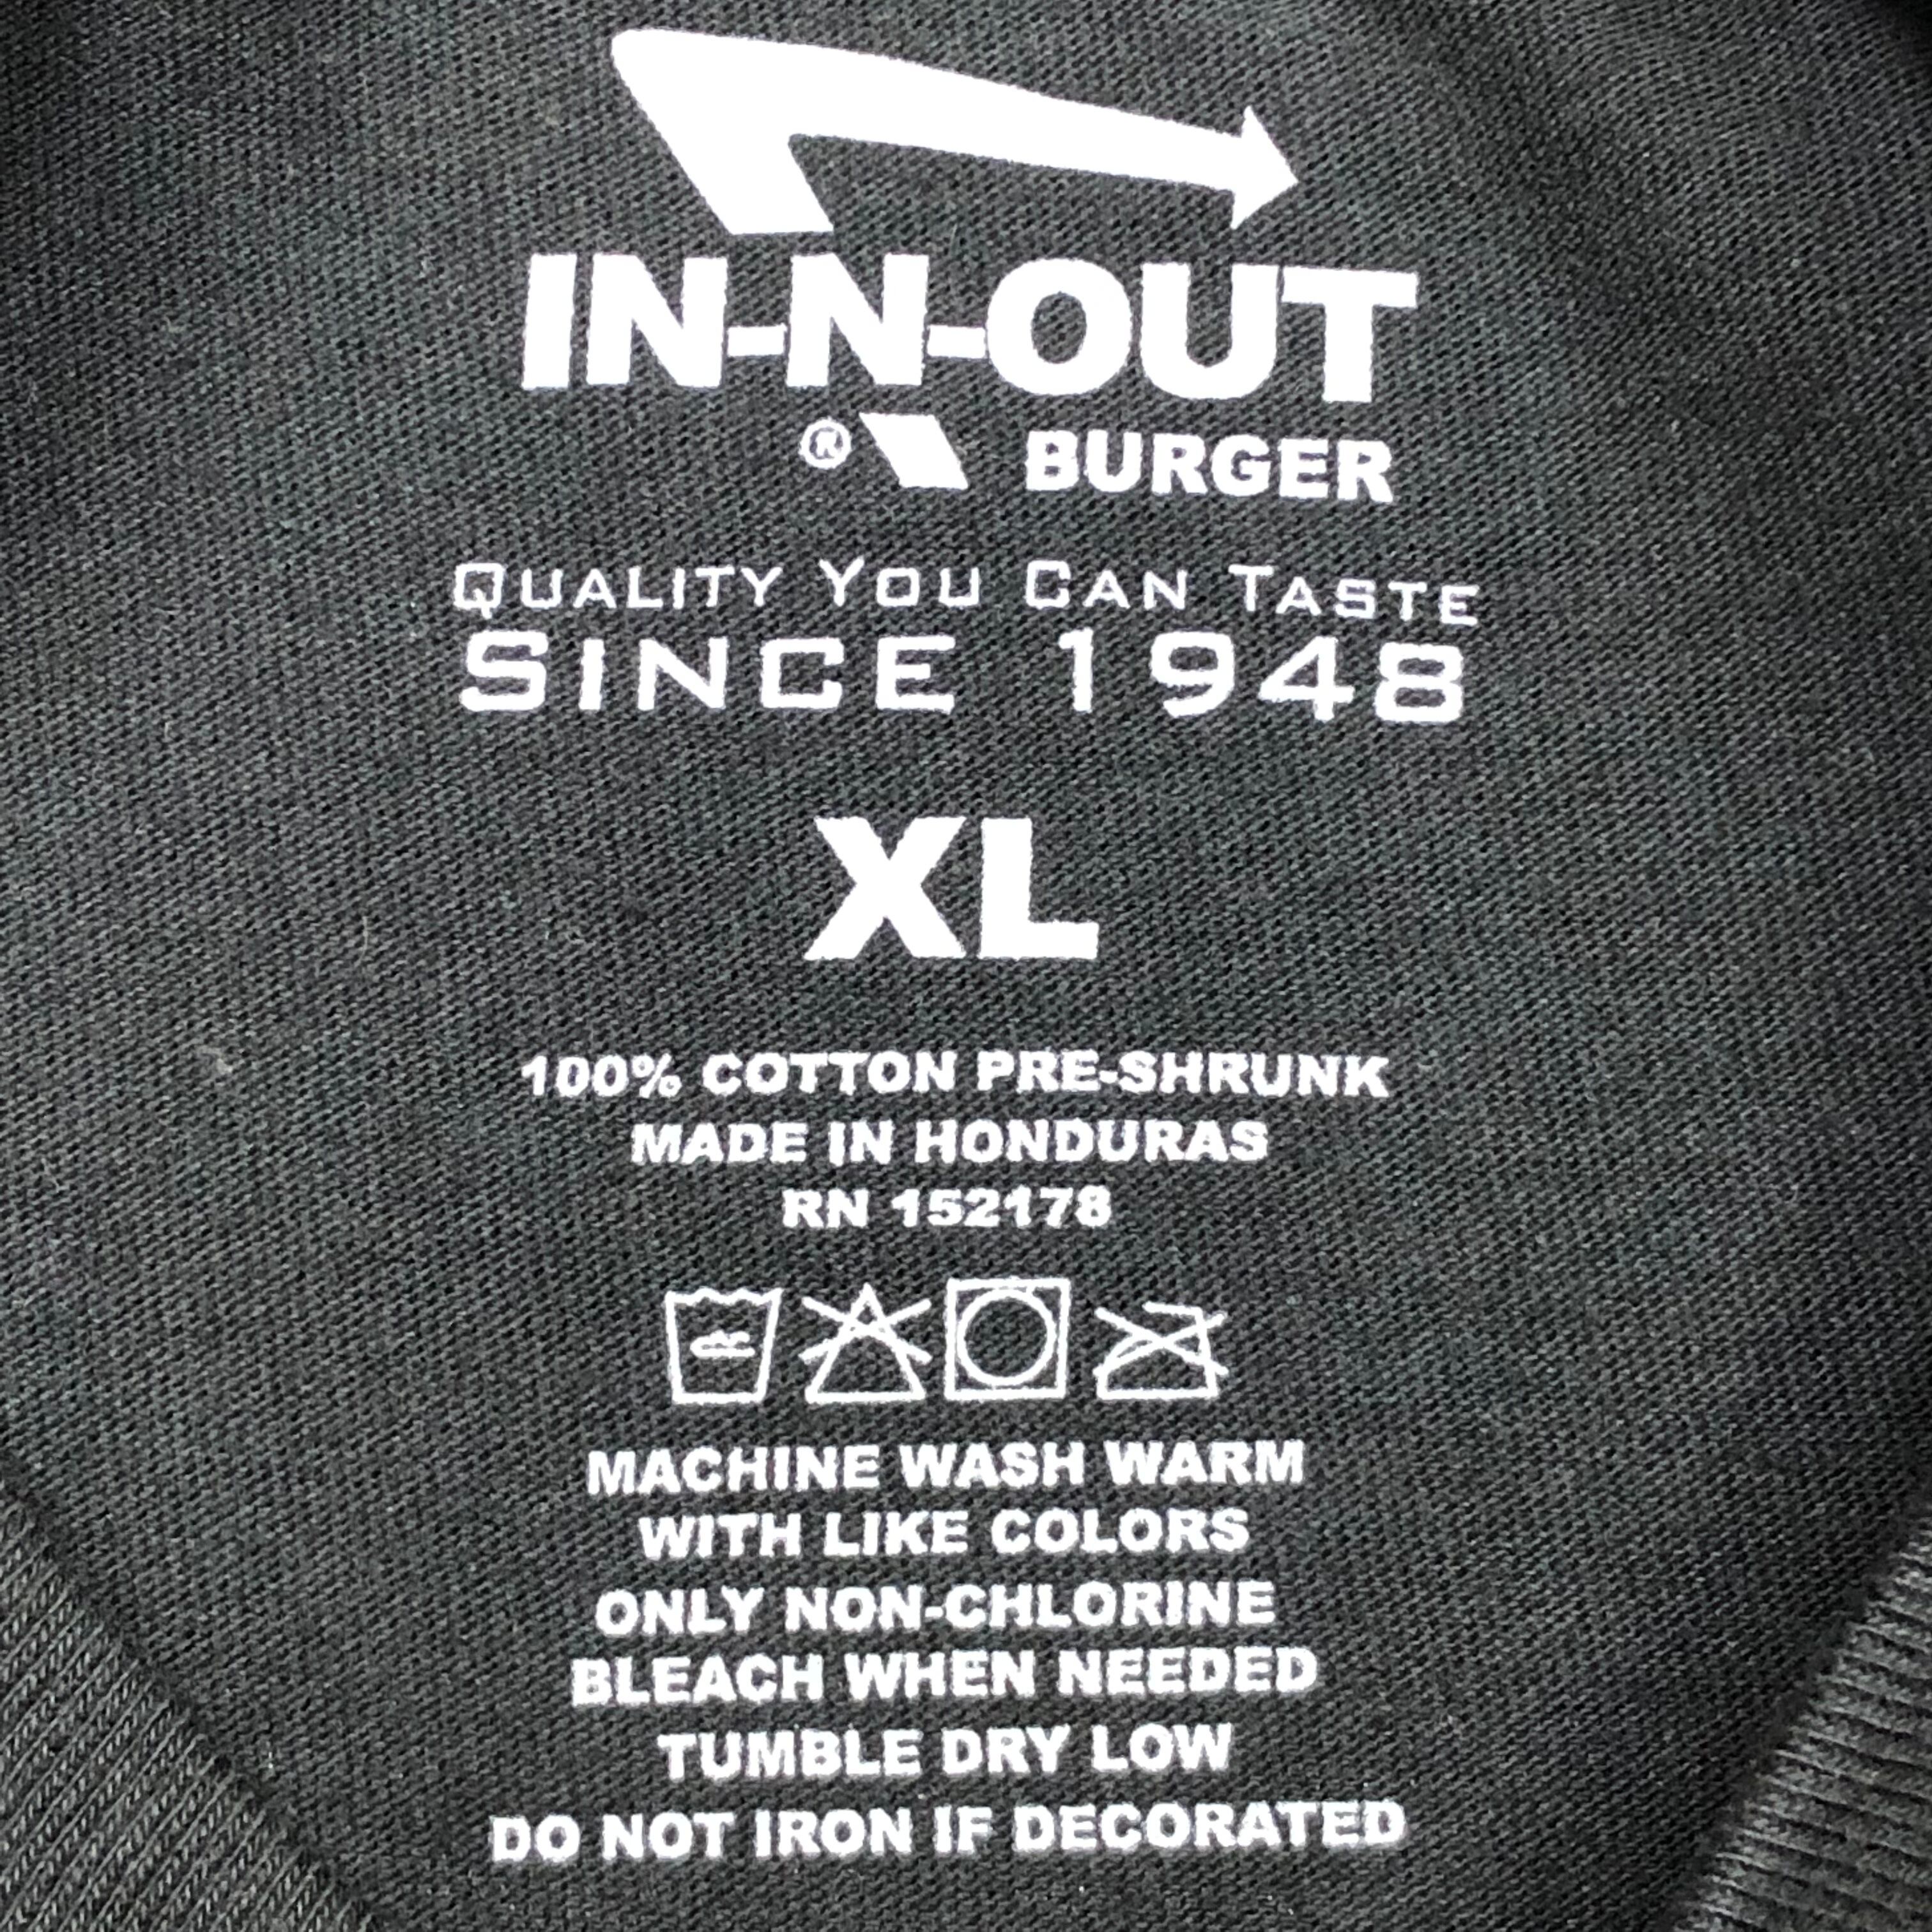 IN-N-OUT
® BURGER
QUALITY YOU CAN TASTE
SINCE 1948
XL
100% COTTON PRE-SHRUNK
MADE IN HONDURAS
RN 152178
MACHINE WASH WARM
WITH LIKE COLORS
ONLY NON-CHLORINE
BLEACH WHEN NEEDED
TUMBLE DRY LOW
DO NOT IRON IF DECORATED